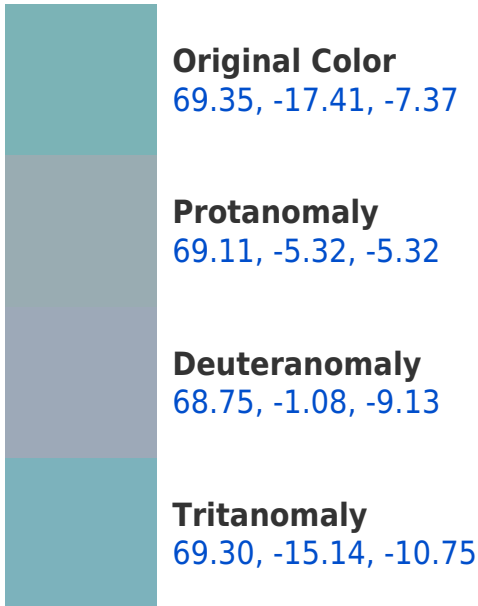 Original Color
69.35, -17.41, -7.37
Protanomaly
69.11, -5.32, -5.32
Deuteranomaly
68.75, -1.08, -9.13
Tritanomaly
69.30, -15.14, -10.75